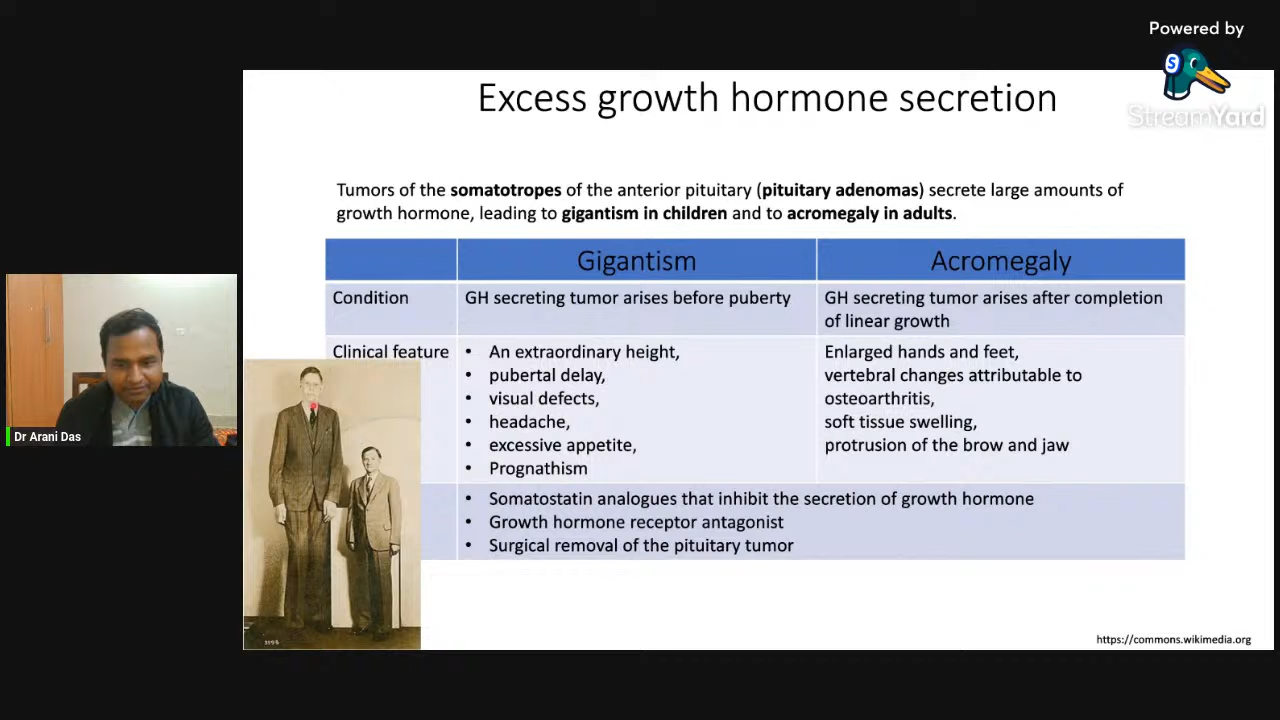 Powered by
StreamYard
Excess growth hormone secretion
Tumors of the somatotropes of the anterior pituitary (pituitary adenomas) secrete large amounts of
growth hormone, leading to gigantism in children and to acromegaly in adults.
Gigantism
Acromegaly
Condition
GH secreting tumor arises before puberty
GH secreting tumor arises after completion
of linear growth
Clinical feature
• An extraordinary height,
• pubertal delay,
• visual defects,
• headache,
• excessive appetite,
• Prognathism
Enlarged hands and feet,
vertebral changes attributable to
osteoarthritis,
soft tissue swelling,
protrusion of the brow and jaw
• Somatostatin analogues that inhibit the secretion of growth hormone
• Growth hormone receptor antagonist
• Surgical removal of the pituitary tumor
Dr Arani Das
https://commons.wikimedia.org